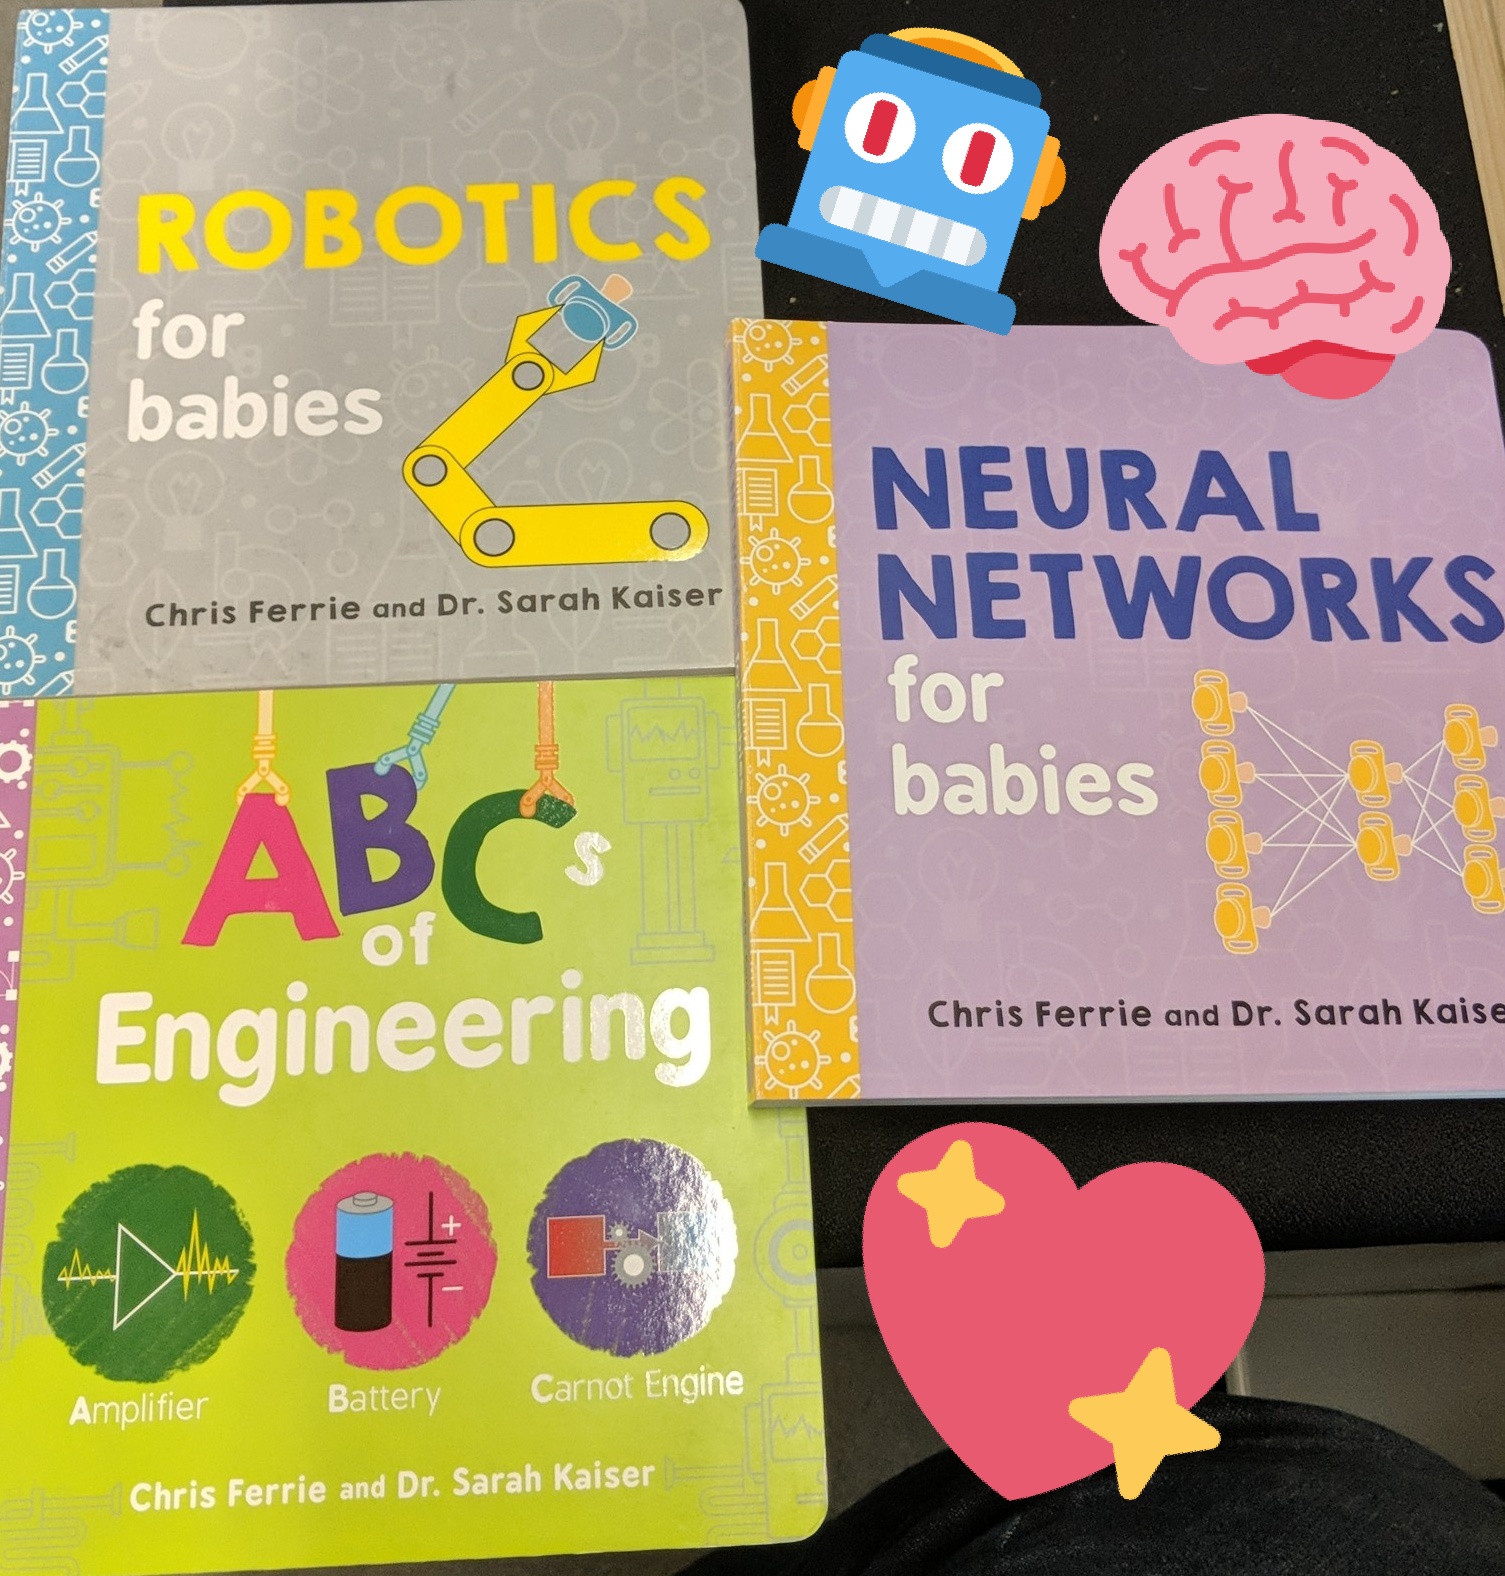 ROBOTICS
for
babies
Chris Ferrie and Dr. Sarah Kaiser
NEURAL
NETWORKS
for
babies
Chris Ferrie and Dr. Sarah Kaise
ABCs
of
Engineering
+
−
Amplifier
Battery
Carnot Engine
Chris Ferrie and Dr. Sarah Kaiser